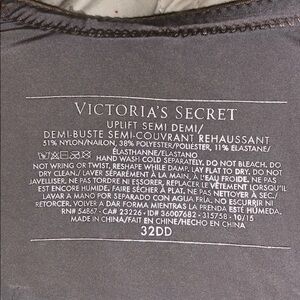 VICTORIA'S SECRET
UPLIFT SEMI DEMI/
DEMI-BUSTE SEMI-COUVRANT REHAUSSANT
51% NYLON/NAILON, 38% POLYESTER/POLIESTER, 11% ELASTANE/
ÉLASTHANNE/ELASTANO
HAND WASH COLD SEPARATELY. DO NOT BLEACH. DO
NOT WRING OR TWIST, RESHAPE WHILE DAMP. LAY FLAT TO DRY. DO NOT
DRY CLEAN./ LAVER SÉPARÉMENT À LA MAIN, À L'EAU FROIDE. NE PAS
JAVELLISER. NE PAS TORDRE NI ESSORER, REPLACER LE VÊTEMENT LORSQU'IL
EST ENCORE HUMIDE. FAIRE SÉCHER À PLAT. NE PAS NETTOYER À SEC./
LAVAR A MANO POR SEPARADO CON AGUA FRÍA. NO BLANQUEAR. NO ESCURRIR NI
RETORCER. VOLVER A DAR FORMA MIENTRAS LA PRENDA ESTÉ HÚMEDA.
RN# 54867 - CA# 23226 - ID# 36007682 - 315758 - 10/15
MADE IN CHINA/FAIT EN CHINE/HECHO EN CHINA
32DD